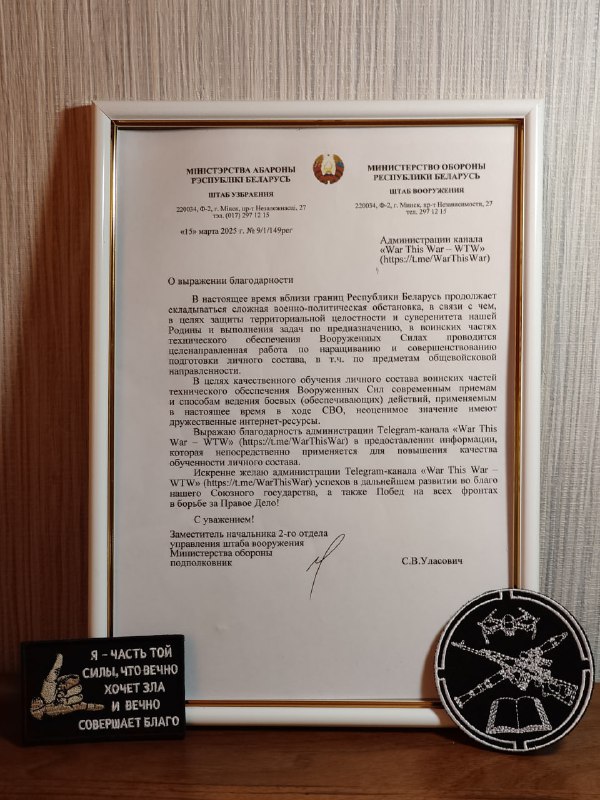 МІНІСТЭРСТВА АБАРОНЫ
РЭСПУБЛІКІ БЕЛАРУСЬ
ШТАБ УЗБРАЕННЯ
220034, Ф-2, г. Мінск, пр-т Незалежнасці, 27
тэл. (017) 297 12 15
«15» марта 2025 г. № 9/1/149рег
МИНИСТЕРСТВО ОБОРОНЫ
РЕСПУБЛИКИ БЕЛАРУСЬ
ШТАБ ВООРУЖЕНИЯ
220034, Ф-2, г. Минск, пр-т Независимости, 27
тел. 297 12 15
Администрации канала
«War This War – WTW»
(https://t.me/WarThisWar)
О выражении благодарности
В настоящее время вблизи границ Республики Беларусь продолжает
складываться сложная военно-политическая обстановка, в связи с чем,
в целях защиты территориальной целостности и суверенитета нашей
Родины и выполнения задач по предназначению, в воинских частях
технического обеспечения Вооруженных Силах проводится
целенаправленная работа по наращиванию и совершенствованию
подготовки личного состава, в т.ч. по предметам общевойсковой
направленности.
В целях качественного обучения личного состава воинских частей
технического обеспечения Вооруженных Сил современным приемам
и способам ведения боевых (обеспечивающих) действий, применяемым
в настоящее время в ходе СВО, неоценимое значение имеют
дружественные интернет-ресурсы.
Выражаю благодарность администрации Telegram-канала «War This
War – WTW» (https://t.me/WarThisWar) в предоставлении информации,
которая непосредственно применяется для повышения качества
обученности личного состава.
Искренне желаю администрации Telegram-канала «War This War –
WTW» (https://t.me/WarThisWar) успехов в дальнейшем развитии во благо
нашего Союзного государства, а также Побед на всех фронтах
в борьбе за Правое Дело!
С уважением!
Заместитель начальника 2-го отдела
управления штаба вооружения
Министерства обороны
подполковник
С.В.Уласович
Я – ЧАСТЬ ТОЙ
СИЛЫ, ЧТО ВЕЧНО
ХОЧЕТ ЗЛА
И ВЕЧНО
СОВЕРШАЕТ БЛАГО